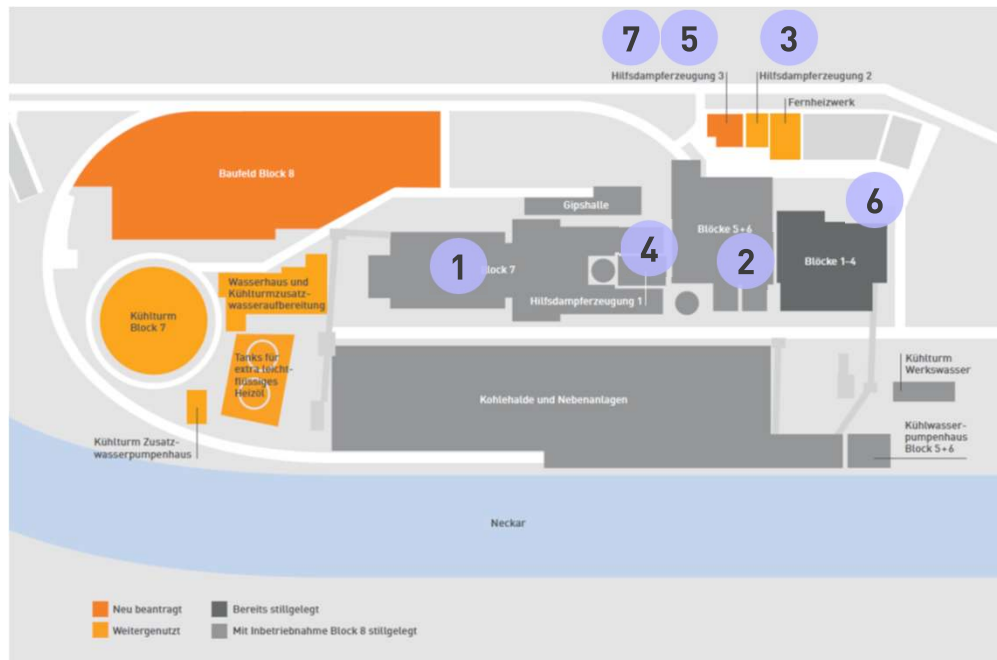 7 5 3
Hilfsdampferzeugung 3
Hilfsdampferzeugung 2
Fernheizwerk
Baufeld Block 8
Gipshalle
6
Blöcke 5+6
4
1
Block 7
2
Blöcke 1–4
Wasserhaus und
Kühlturmzusatz-
wasseraufbereitung
Hilfsdampferzeugung 1
Kühlturm
Block 7
Tanks für
extra leicht-
flüssiges
Heizöl
Kühlturm
Werkswasser
Kohlehalde und Nebenanlagen
Kühlwasser-
pumpenhaus
Block 5+6
Kühlturm Zusatz-
wasserpumpenhaus
Neckar
Neu beantragt
Bereits stillgelegt
Weitergenutzt
Mit Inbetriebnahme Block 8 stillgelegt